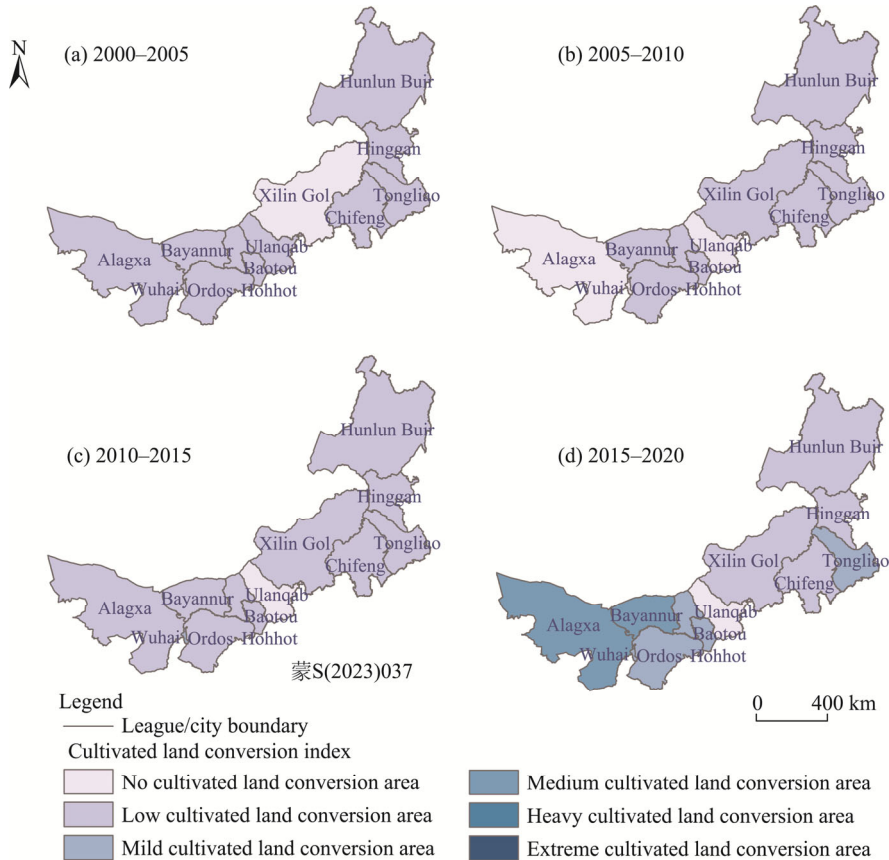 N
(a) 2000–2005
Hunlun Buir
Hinggan
Xilin Gol
Tongliao
Chifeng
Ulanqab
Bayannur
Alagxa
Baotou
Wuhai
Ordos
Hohhot
(b) 2005–2010
Hunlun Buir
Hinggan
Xilin Gol
Tongliao
Chifeng
Ulanqab
Bayannur
Alagxa
Baotou
Wuhai
Ordos
Hohhot
(c) 2010–2015
Hunlun Buir
Hinggan
Xilin Gol
Tongliao
Chifeng
Ulanqab
Bayannur
Alagxa
Baotou
Wuhai
Ordos
Hohhot
蒙S(2023)037
(d) 2015–2020
Hunlun Buir
Hinggan
Xilin Gol
Tongliao
Chifeng
Ulanqab
Bayannur
Alagxa
Baotou
Wuhai
Ordos
Hohhot
0 400 km
Legend
League/city boundary
Cultivated land conversion index
No cultivated land conversion area
Low cultivated land conversion area
Mild cultivated land conversion area
Medium cultivated land conversion area
Heavy cultivated land conversion area
Extreme cultivated land conversion area